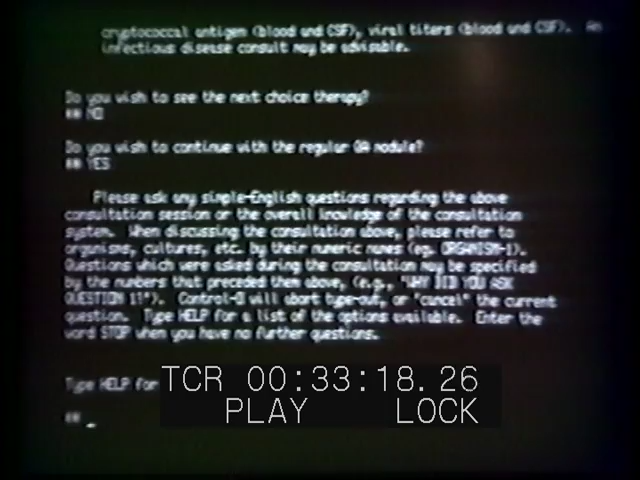 cryptococcal antigen (blood and CSF), viral titers (blood and CSF). An
infectious disease consult may be advisable.
Do you wish to see the next choice therapy?
** NO
Do you wish to continue with the regular QA module?
** YES
Please ask any simple-English questions regarding the above
consultation session or the overall knowledge of the consultation
system. When discussing the consultation above, please refer to
organisms, cultures, etc. by their numeric names (eg. ORGANISM-1).
Questions which were asked during the consultation may be specified
by the numbers that preceded them above, (e.g., "WHY DID YOU ASK
QUESTION 11"). Control-O will abort type-out, or "cancel" the current
question. Type HELP for a list of the options available. Enter the
word STOP when you have no further questions.
Type HELP for
** _
TCR 00:33:18.26
PLAY LOCK